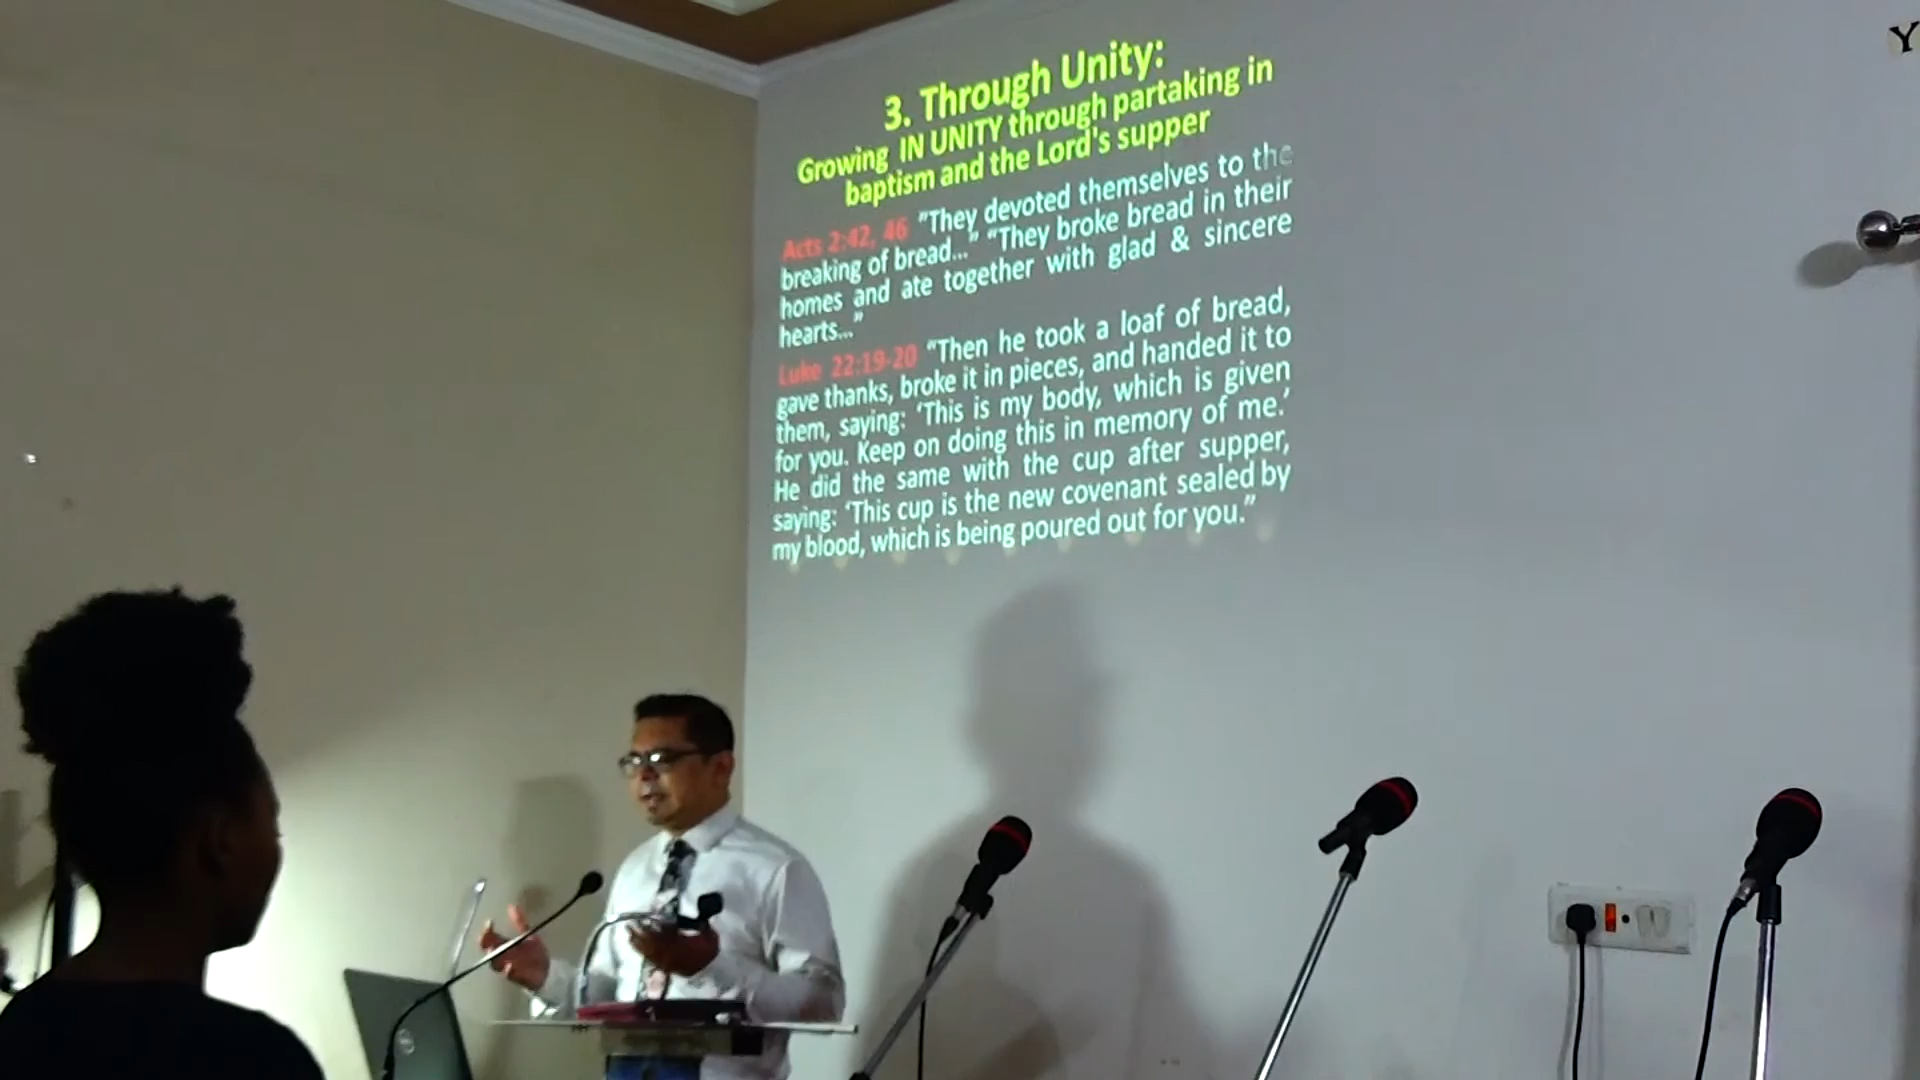 3. Through Unity:
Growing IN UNITY through partaking in
baptism and the Lord's supper
Acts 2:42, 46 "They devoted themselves to the
breaking of bread..." "They broke bread in their
homes and ate together with glad & sincere
hearts..."
Luke 22:19-20 "Then he took a loaf of bread,
gave thanks, broke it in pieces, and handed it to
them, saying: 'This is my body, which is given
for you. Keep on doing this in memory of me.'
He did the same with the cup after supper,
saying: 'This cup is the new covenant sealed by
my blood, which is being poured out for you."
Y